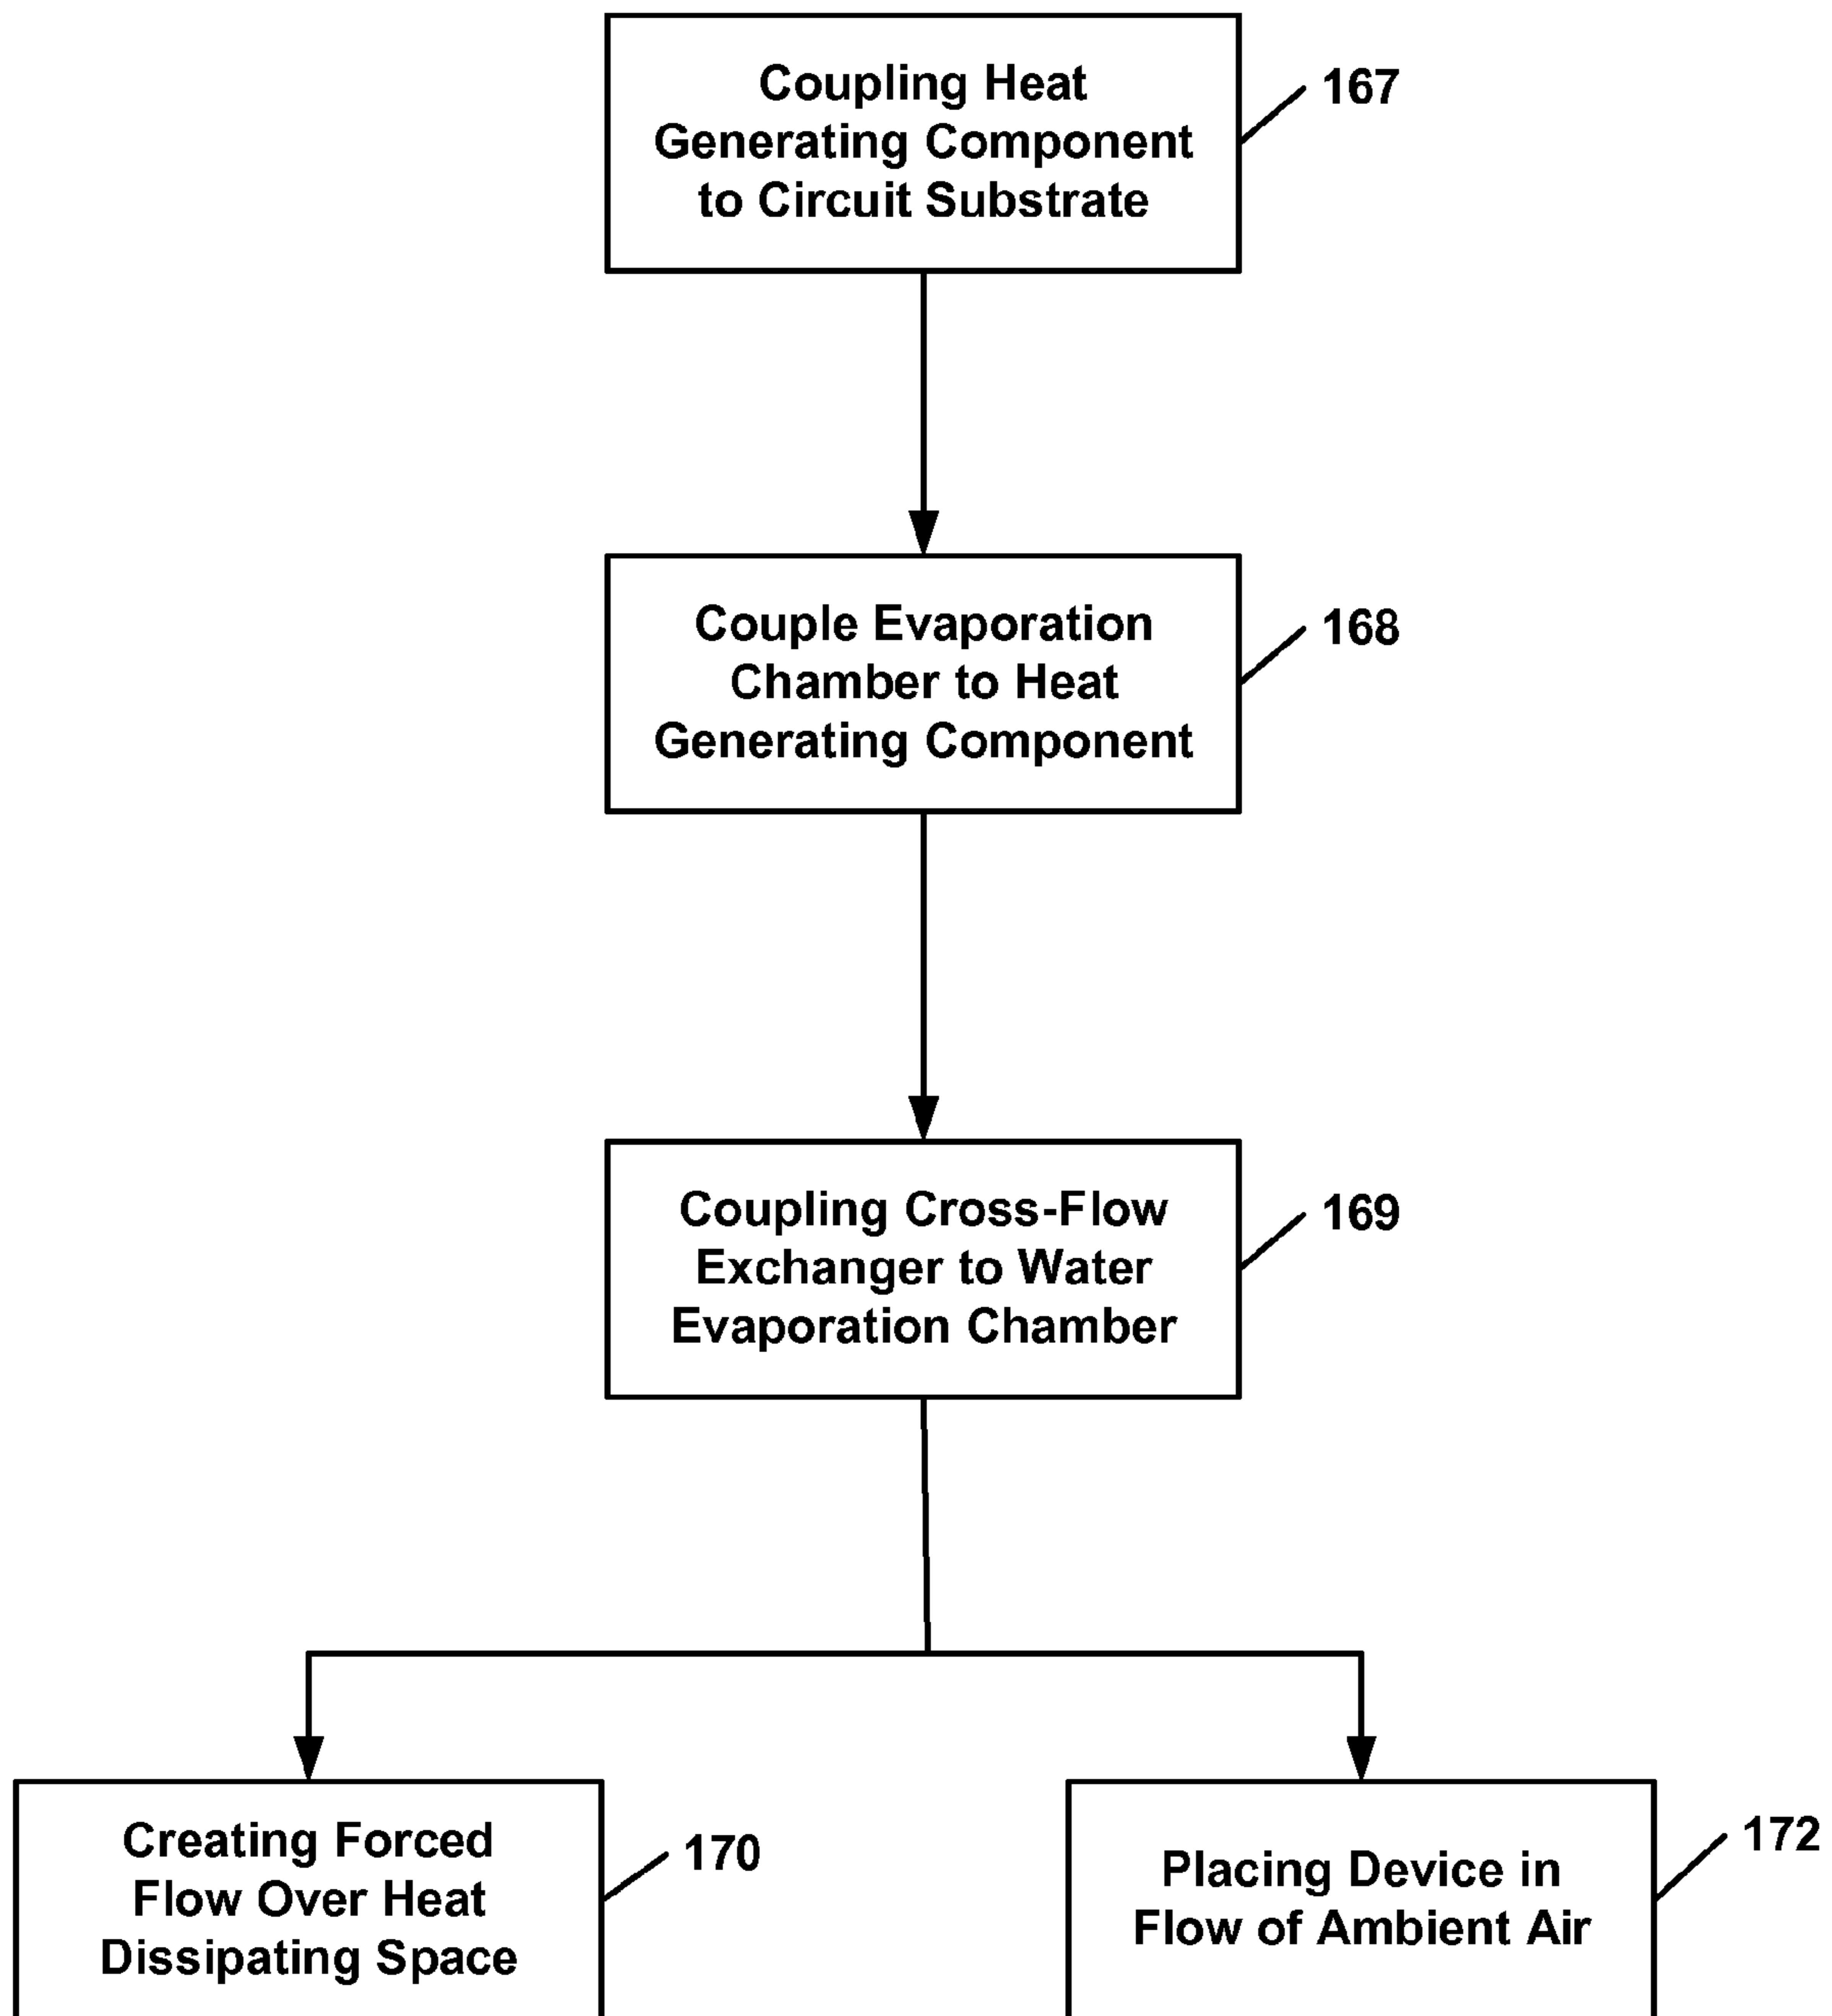 Coupling Heat
Generating Component
to Circuit Substrate
167
Couple Evaporation
Chamber to Heat
Generating Component
168
Coupling Cross-Flow
Exchanger to Water
Evaporation Chamber
169
Creating Forced
Flow Over Heat
Dissipating Space
170
Placing Device in
Flow of Ambient Air
172